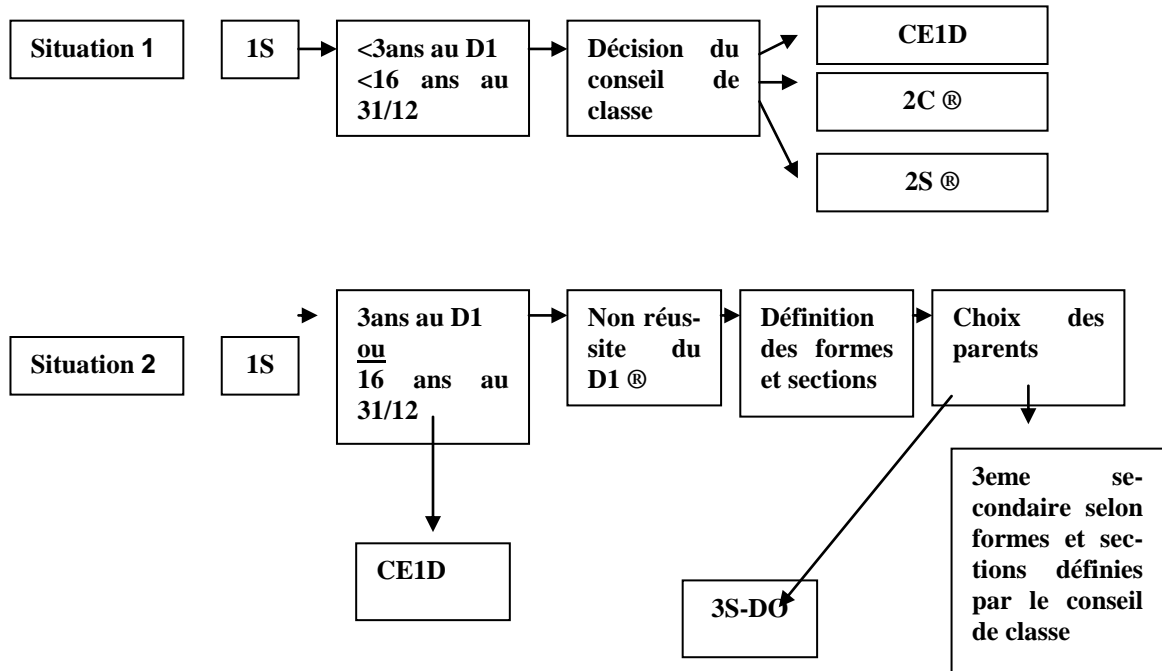 Situation 1
1S
<3ans au D1
<16 ans au
31/12
Décision du
conseil de
classe
CE1D
2C ®
2S ®
Situation 2
1S
3ans au D1
ou
16 ans au
31/12
Non réus-
site du
D1 ®
Définition
des formes
et sections
Choix des
parents
CE1D
3S-DO
3eme se-
condaire selon
formes et sec-
tions définies
par le conseil
de classe